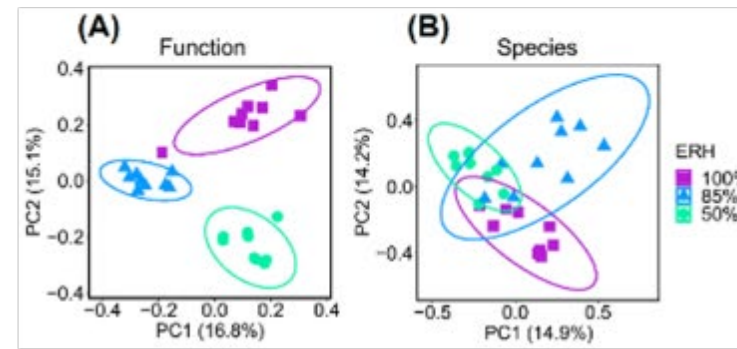 (A)
Function
0.4
0.2
0.0
−0.2
−0.4
PC2 (15.1%)
−0.4 −0.2 0.0 0.2 0.4
PC1 (16.8%)
(B)
Species
0.4
0.0
−0.4
PC2 (14.2%)
−0.5 0.0 0.5
PC1 (14.9%)
ERH
100%
85%
50%